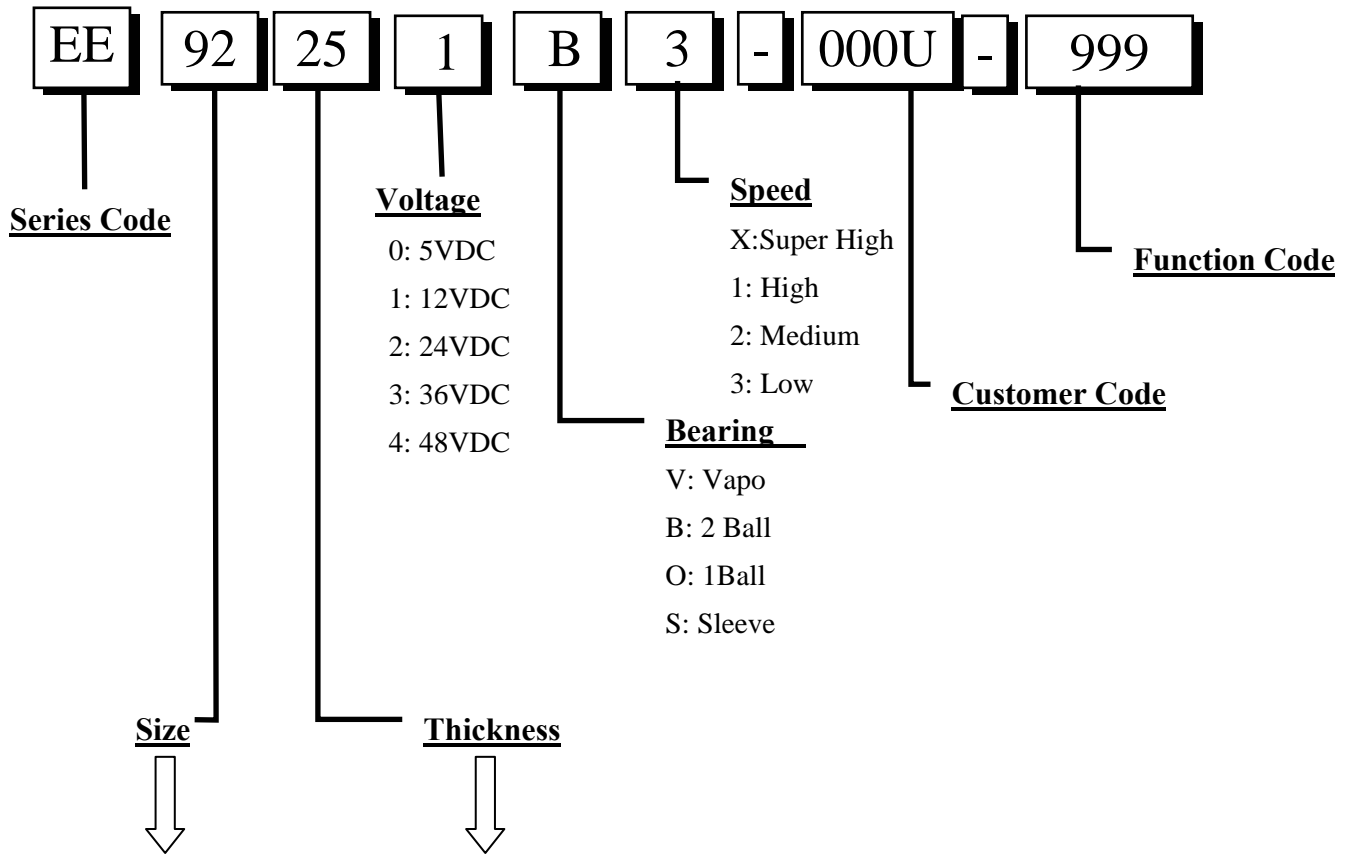 EE 92 25 1 B 3 - 000U - 999
Series Code
Voltage
0: 5VDC
1: 12VDC
2: 24VDC
3: 36VDC
4: 48VDC
Speed
X:Super High
1: High
2: Medium
3: Low
Function Code
Customer Code
Bearing
V: Vapo
B: 2 Ball
O: 1Ball
S: Sleeve
Size
Thickness